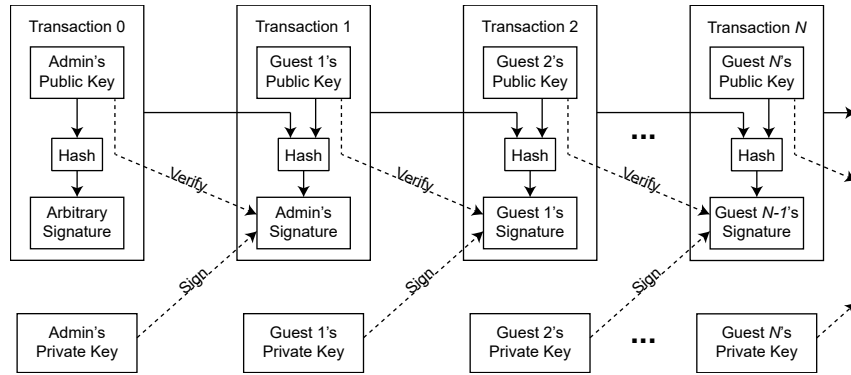 Transaction 0
Admin's
Public Key
Hash
Arbitrary
Signature
Transaction 1
Guest 1's
Public Key
Hash
Admin's
Signature
Transaction 2
Guest 2's
Public Key
Hash
Guest 1's
Signature
...
Transaction N
Guest N's
Public Key
Hash
Guest N-1's
Signature
Verify
Verify
Verify
Sign
Sign
Sign
Admin's
Private Key
Guest 1's
Private Key
Guest 2's
Private Key
...
Guest N's
Private Key